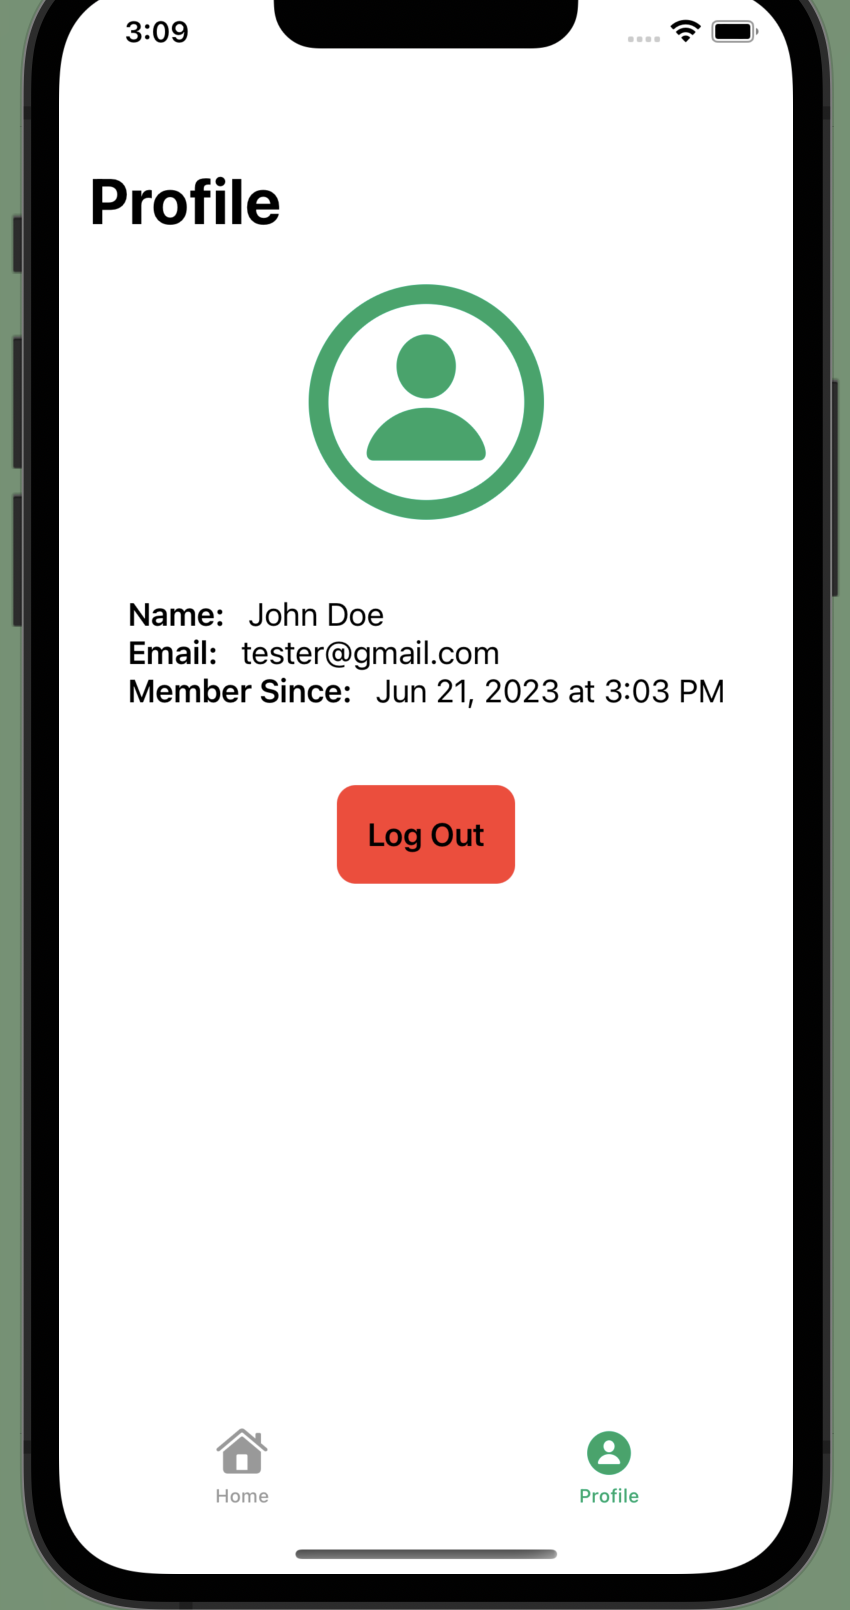 3:09
Profile
Name: John Doe
Email: tester@gmail.com
Member Since: Jun 21, 2023 at 3:03 PM
Log Out
Home
Profile